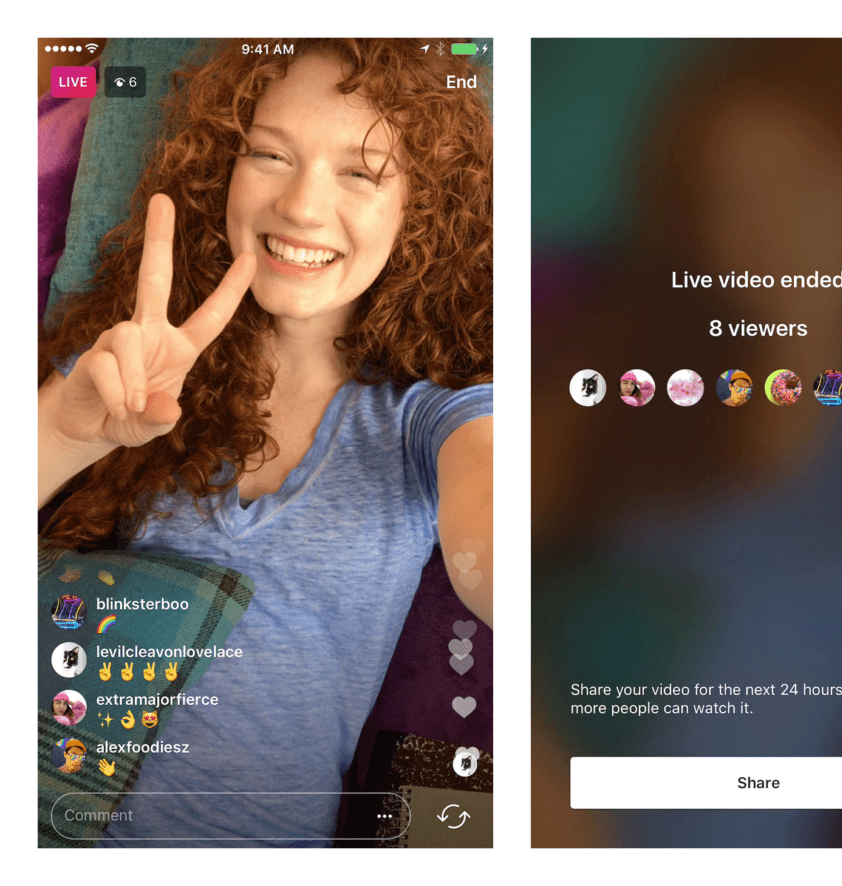 9:41 AM
LIVE
6
End
blinksterboo
levilcleavonlovelace
extramajorfierce
alexfoodiesz
Comment
Live video ended
8 viewers
Share your video for the next 24 hours
more people can watch it.
Share